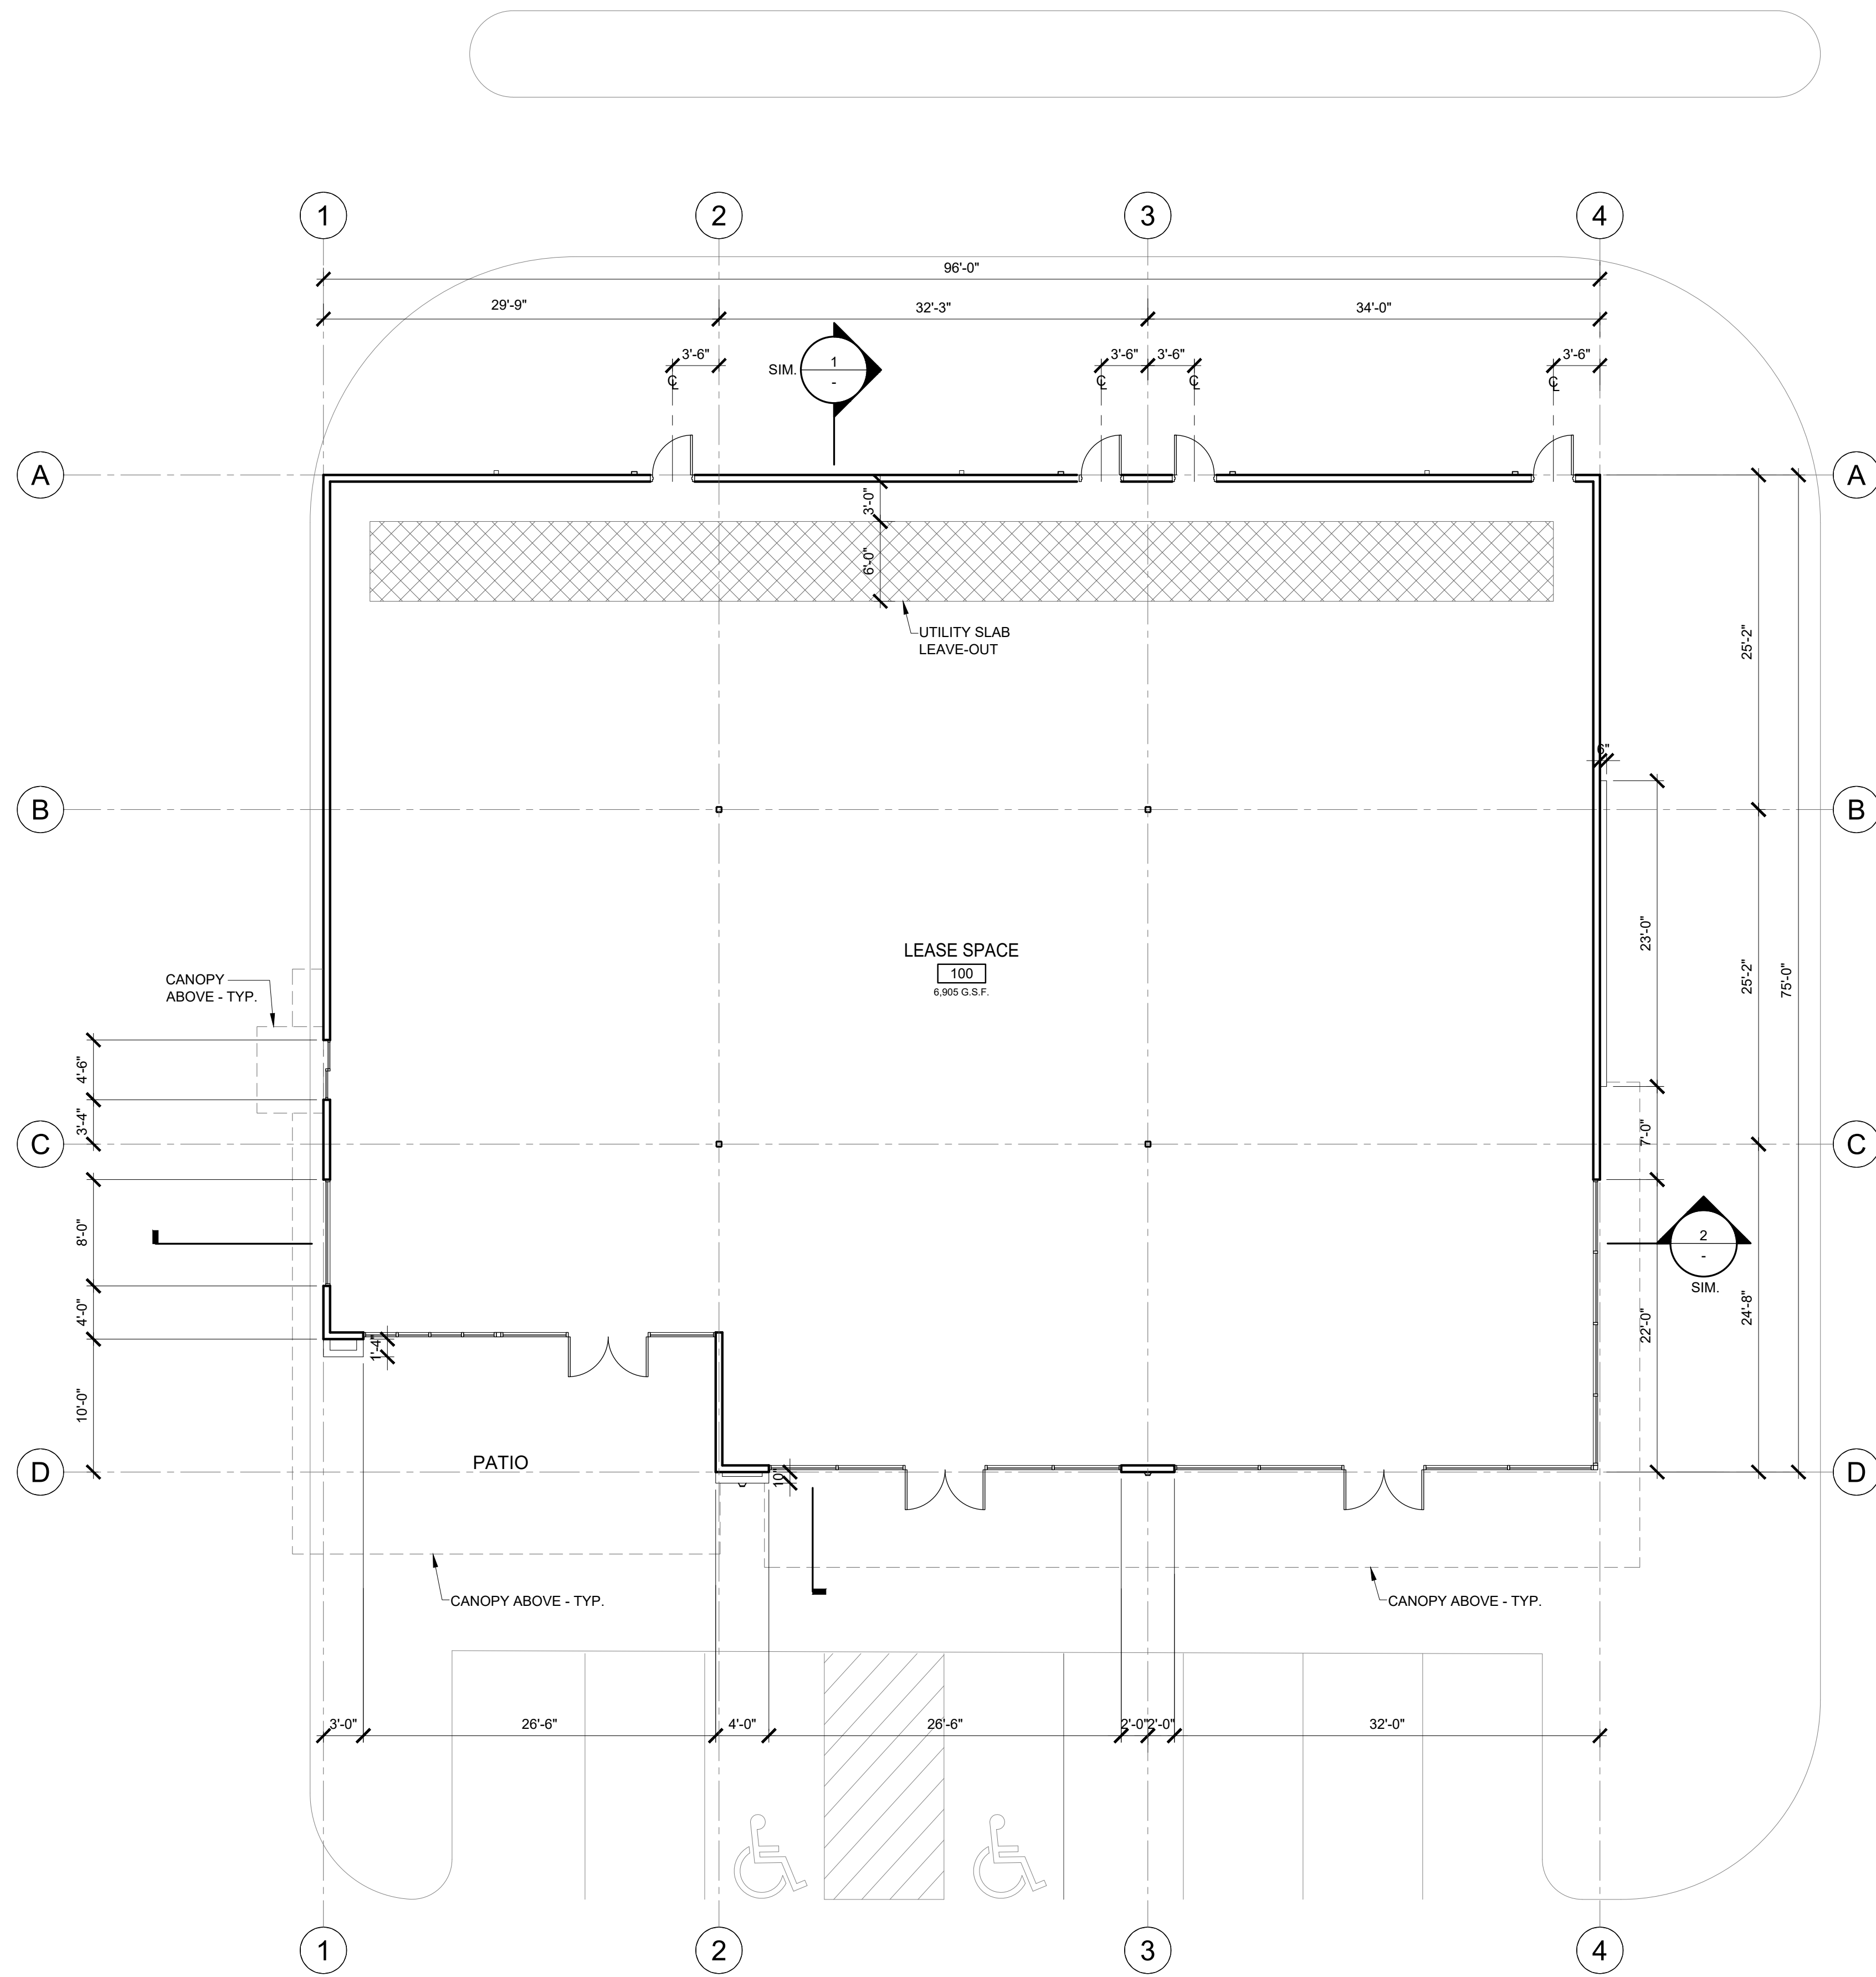 1
2
3
4
96'-0"
29'-9"
32'-3"
34'-0"
3'-6"
3'-6"
3'-6"
3'-6"
℄
℄
℄
℄
SIM.
1
-
A
A
3'-0"
6'-0"
UTILITY SLAB
LEAVE-OUT
25'-2"
6"
B
B
LEASE SPACE
100
6,905 G.S.F.
23'-0"
25'-2"
75'-0"
CANOPY
ABOVE - TYP.
4'-6"
3'-4"
C
C
7'-0"
8'-0"
2
-
SIM.
4'-0"
1'-4"
22'-0"
24'-8"
10'-0"
PATIO
10"
D
D
CANOPY ABOVE - TYP.
CANOPY ABOVE - TYP.
3'-0"
26'-6"
4'-0"
26'-6"
2'-0"
2'-0"
32'-0"
1
2
3
4